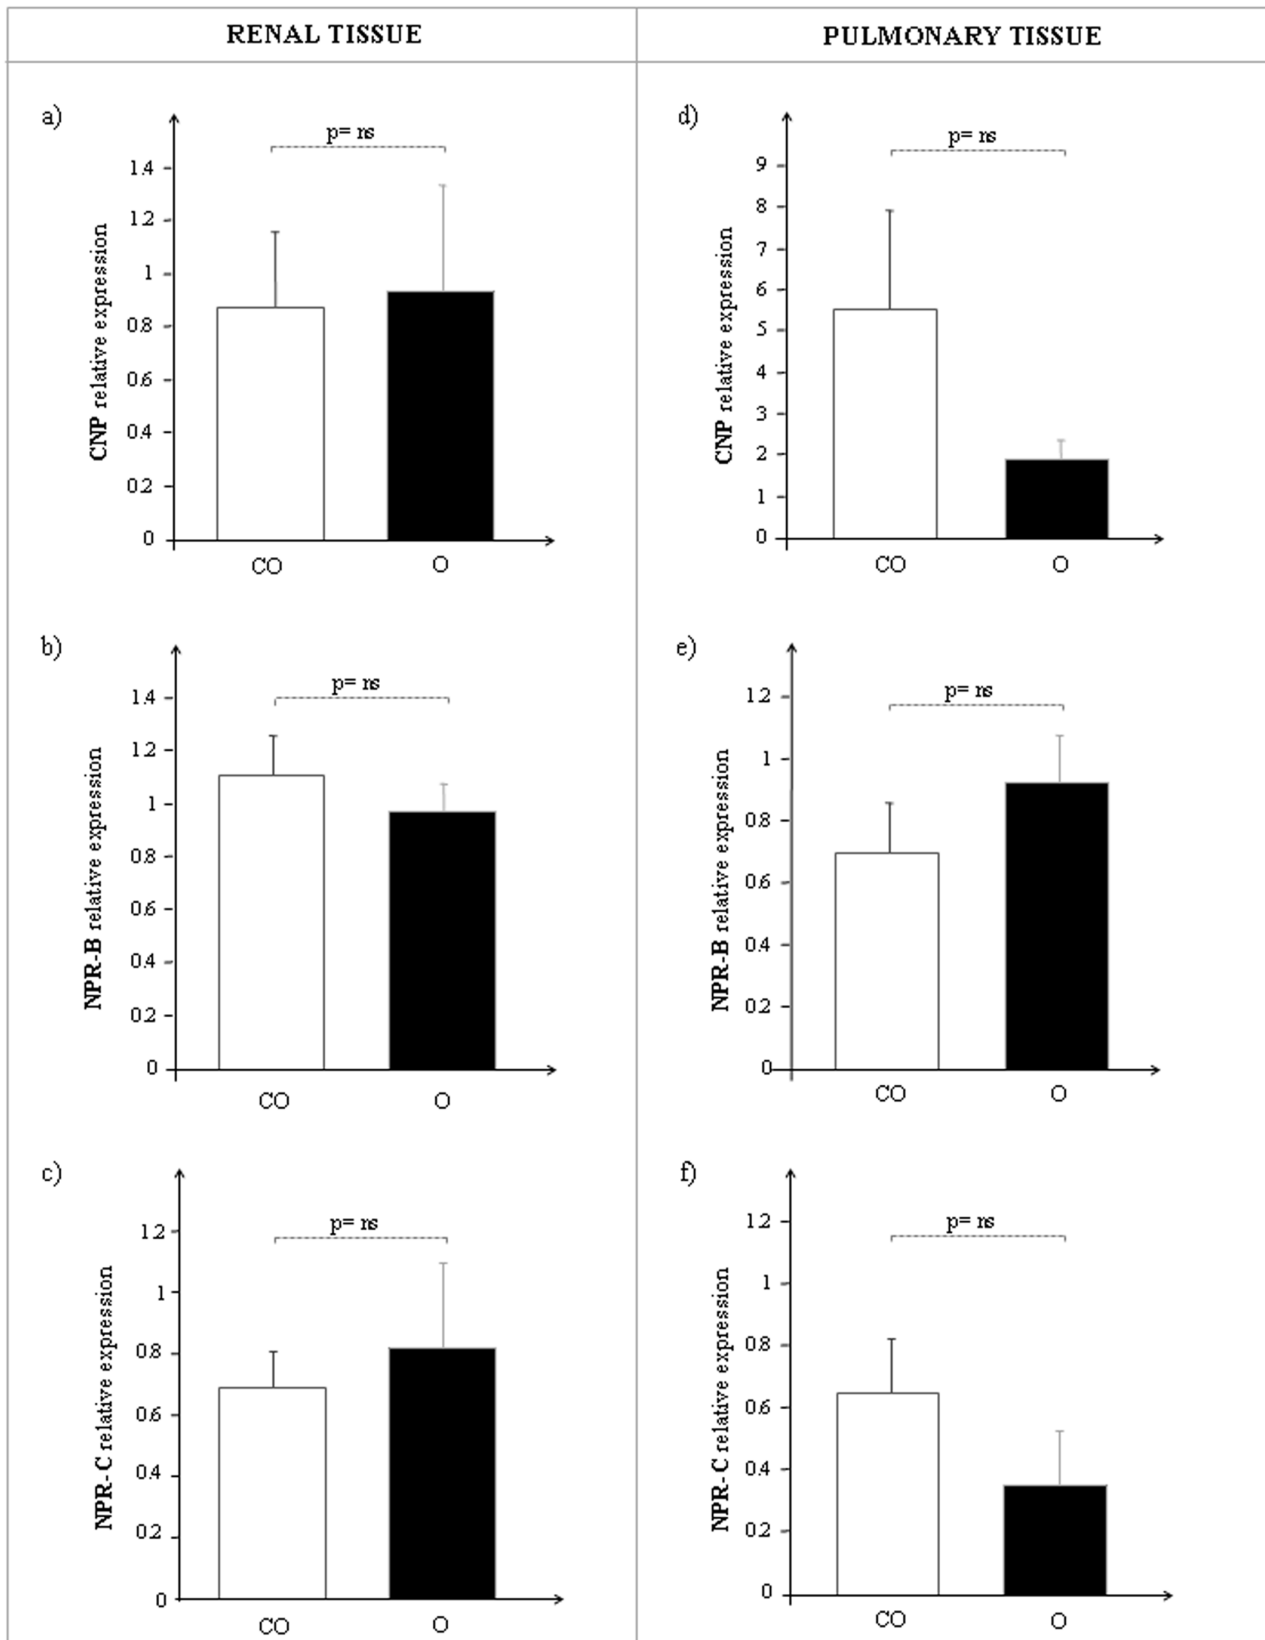 RENAL TISSUE
PULMONARY TISSUE
a)
p= ns
1.4
1.2
1
0.8
0.6
0.4
0.2
0
CNP relative expression
CO
O
b)
p= ns
1.4
1.2
1
0.8
0.6
0.4
0.2
0
NPR-B relative expression
CO
O
c)
p= ns
1.2
1
0.8
0.6
0.4
0.2
0
NPR-C relative expression
CO
O
d)
p= ns
9
8
7
6
5
4
3
2
1
0
CNP relative expression
CO
O
e)
p= ns
1.2
1
0.8
0.6
0.4
0.2
0
NPR-B relative expression
CO
O
f)
p= ns
1.2
1
0.8
0.6
0.4
0.2
0
NPR-C relative expression
CO
O